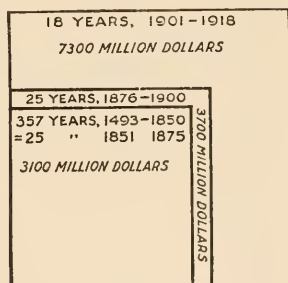 18 YEARS, 1901-1918
7300 MILLION DOLLARS
25 YEARS, 1876-1900
3700 MILLION DOLLARS
357 YEARS, 1493-1850
=25 " 1851 1875
3100 MILLION DOLLARS